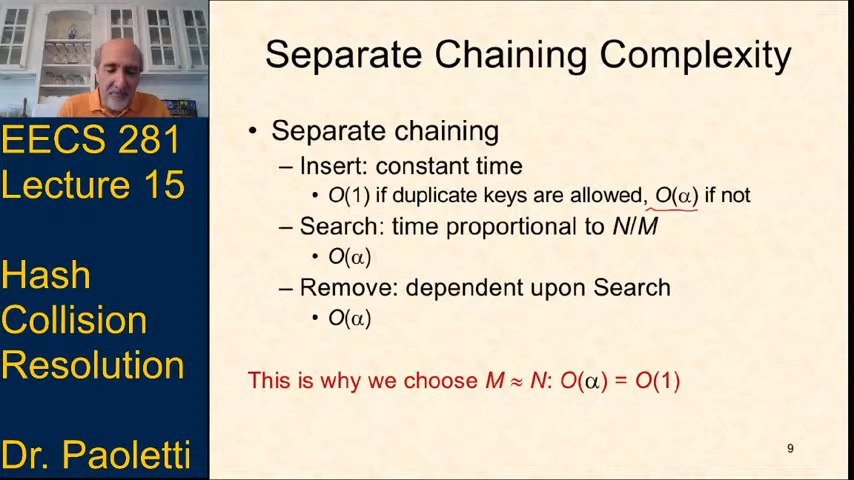 Separate Chaining Complexity
EECS 281
Lecture 15
Hash
Collision
Resolution
Dr. Paoletti
• Separate chaining
– Insert: constant time
• O(1) if duplicate keys are allowed, O(α) if not
– Search: time proportional to N/M
• O(α)
– Remove: dependent upon Search
• O(α)
This is why we choose M ≈ N: O(α) = O(1)
9